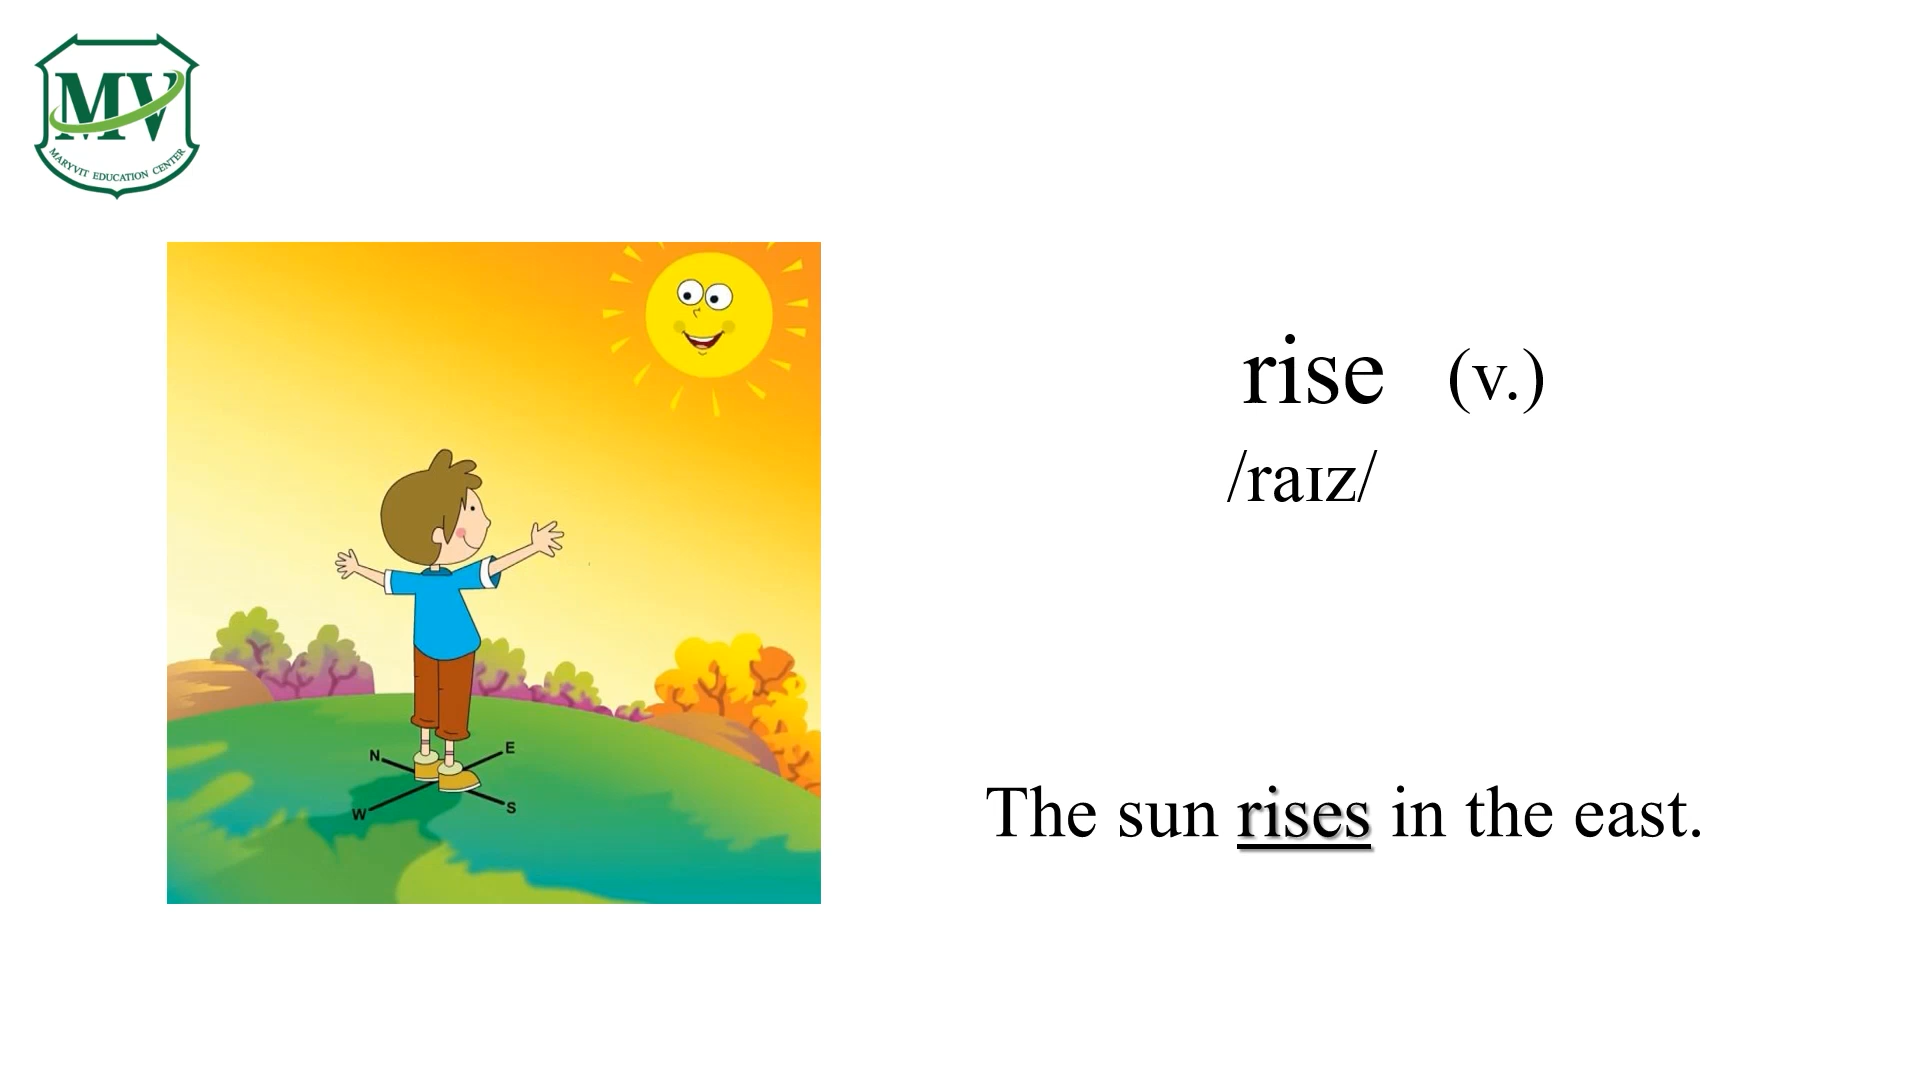 MV
MARYVIT EDUCATION CENTER
rise (v.)
/raɪz/
N
E
W
S
The sun rises in the east.